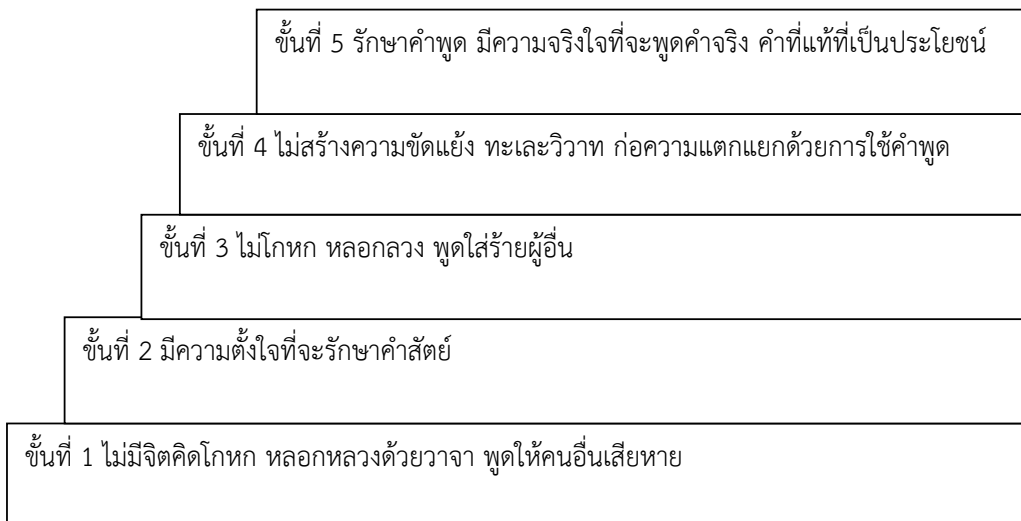 ขั้นที่ 5 รักษาคำพูด มีความจริงใจที่จะพูดคำจริง คำที่แท้ที่เป็นประโยชน์
ขั้นที่ 4 ไม่สร้างความขัดแย้ง ทะเละวิวาท ก่อความแตกแยกด้วยการใช้คำพูด
ขั้นที่ 3 ไม่โกหก หลอกลวง พูดใส่ร้ายผู้อื่น
ขั้นที่ 2 มีความตั้งใจที่จะรักษาคำสัตย์
ขั้นที่ 1 ไม่มีจิตคิดโกหก หลอกหลวงด้วยวาจา พูดให้คนอื่นเสียหาย